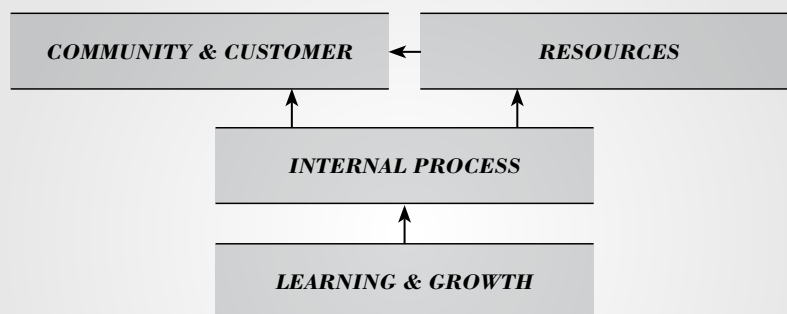 COMMUNITY & CUSTOMER
RESOURCES
INTERNAL PROCESS
LEARNING & GROWTH